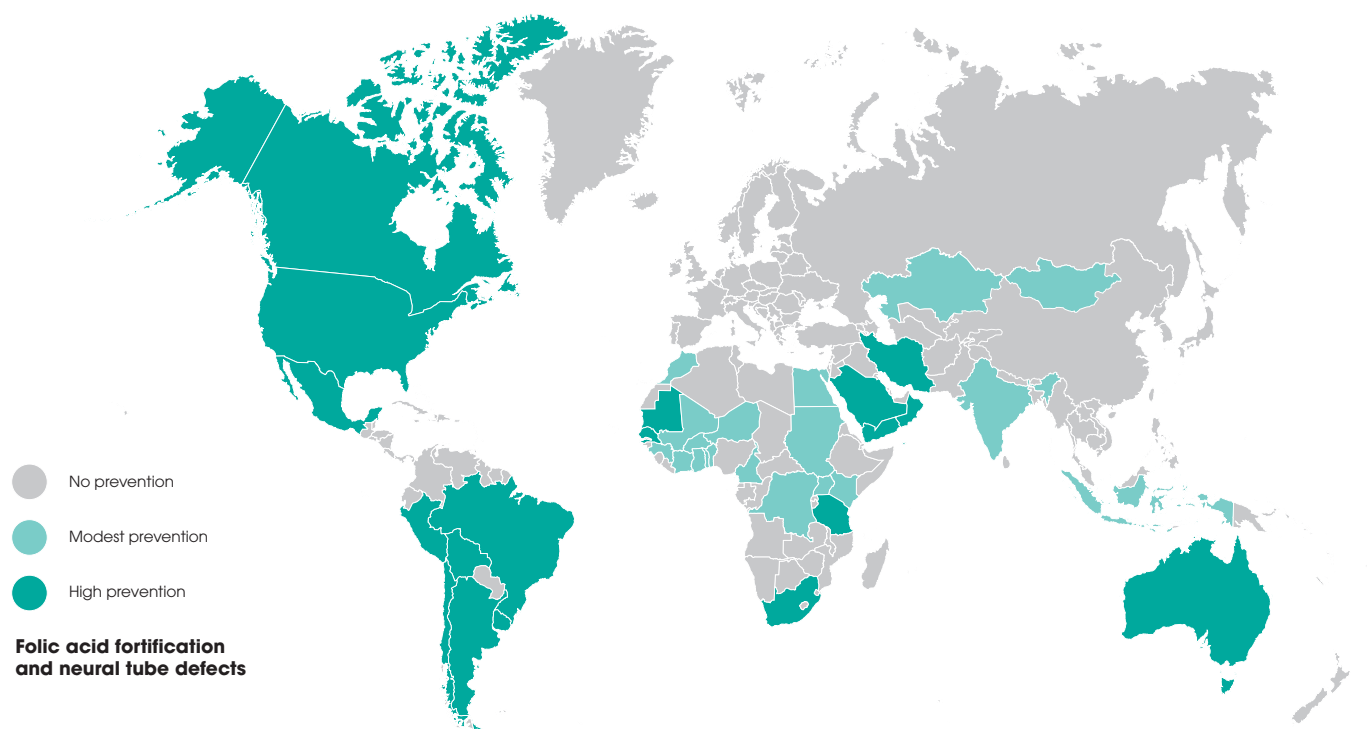 No prevention
Modest prevention
High prevention
Folic acid fortification
and neural tube defects